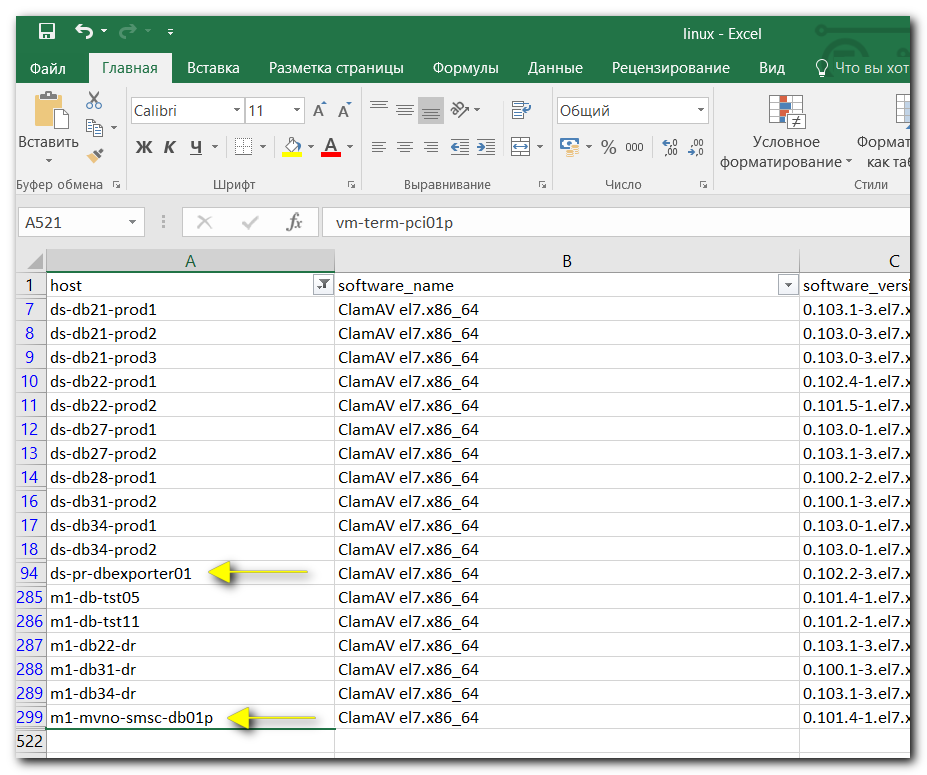 linux - Excel
Файл Главная Вставка Разметка страницы Формулы Данные Рецензирование Вид Что вы хот
Вставить
Calibri 11
Общий
Ж К Ч
% 000
Условное форматирование
Формат как та
Буфер обмена Шрифт Выравнивание Число Стили
A521 fx vm-term-pci01p
A B C
1 host software_name software_versi
7 ds-db21-prod1 ClamAV el7.x86_64 0.103.1-3.el7.x
8 ds-db21-prod2 ClamAV el7.x86_64 0.103.0-3.el7.x
9 ds-db21-prod3 ClamAV el7.x86_64 0.103.0-3.el7.x
10 ds-db22-prod1 ClamAV el7.x86_64 0.102.4-1.el7.x
11 ds-db22-prod2 ClamAV el7.x86_64 0.101.5-1.el7.x
12 ds-db27-prod1 ClamAV el7.x86_64 0.103.0-1.el7.x
13 ds-db27-prod2 ClamAV el7.x86_64 0.103.1-3.el7.x
14 ds-db28-prod1 ClamAV el7.x86_64 0.100.2-2.el7.x
16 ds-db31-prod2 ClamAV el7.x86_64 0.100.1-3.el7.x
17 ds-db34-prod1 ClamAV el7.x86_64 0.103.0-1.el7.x
18 ds-db34-prod2 ClamAV el7.x86_64 0.103.0-3.el7.x
94 ds-pr-dbexporter01 ClamAV el7.x86_64 0.102.2-3.el7.x
285 m1-db-tst05 ClamAV el7.x86_64 0.101.4-1.el7.x
286 m1-db-tst11 ClamAV el7.x86_64 0.101.2-1.el7.x
287 m1-db22-dr ClamAV el7.x86_64 0.103.1-3.el7.x
288 m1-db31-dr ClamAV el7.x86_64 0.100.1-3.el7.x
289 m1-db34-dr ClamAV el7.x86_64 0.103.1-3.el7.x
299 m1-mvno-smsc-db01p ClamAV el7.x86_64 0.101.4-1.el7.x
522